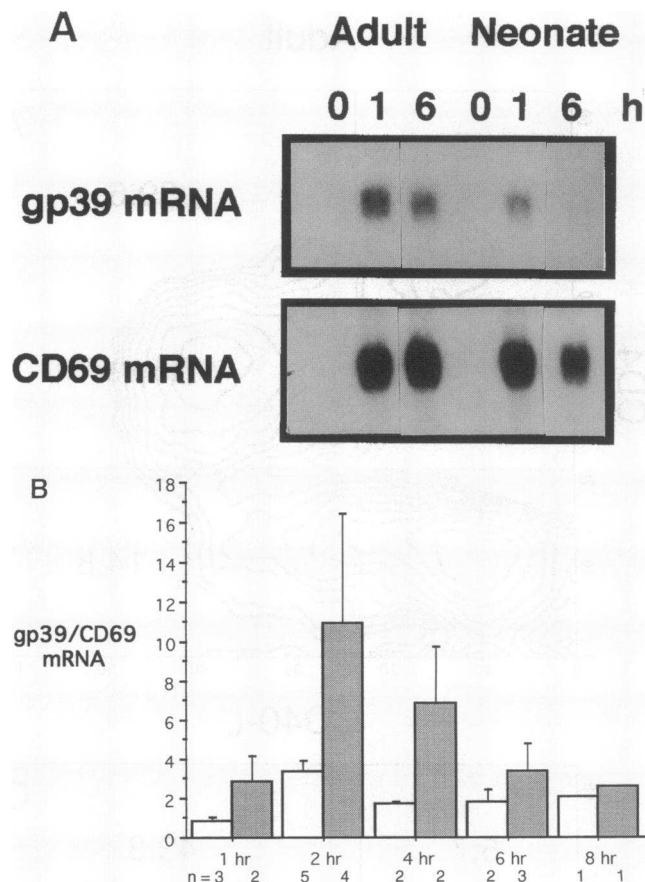 A
Adult Neonate
0 1 6 0 1 6 h
gp39 mRNA
CD69 mRNA
B
18
16
14
12
10
8
6
4
2
0
gp39/CD69
mRNA
1 hr 2 hr 4 hr 6 hr 8 hr
n = 3 2 5 4 2 2 2 3 1 1